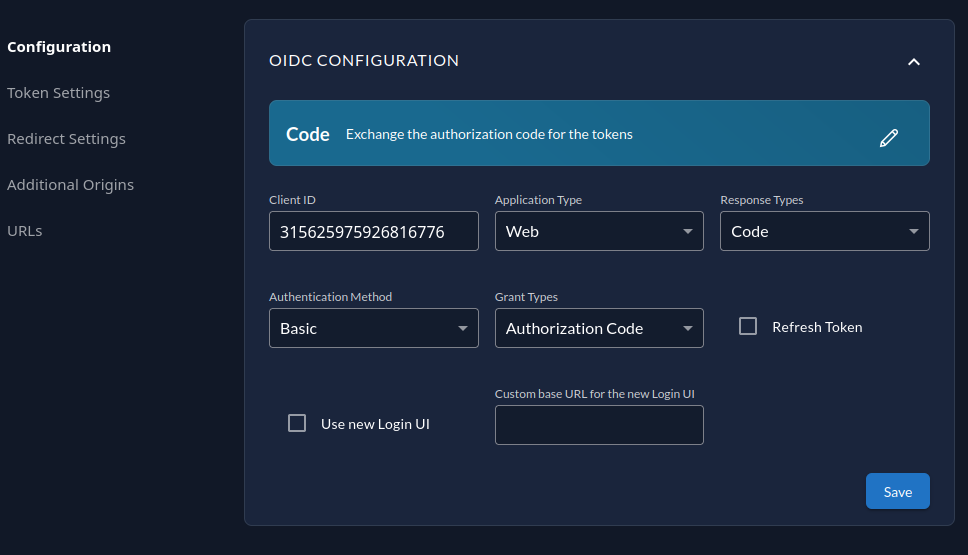 Configuration
Token Settings
Redirect Settings
Additional Origins
URLs
OIDC CONFIGURATION
Code Exchange the authorization code for the tokens
Client ID Application Type Response Types
315625975926816776 Web Code
Authentication Method Grant Types
Basic Authorization Code Refresh Token
Custom base URL for the new Login UI
Use new Login UI
Save